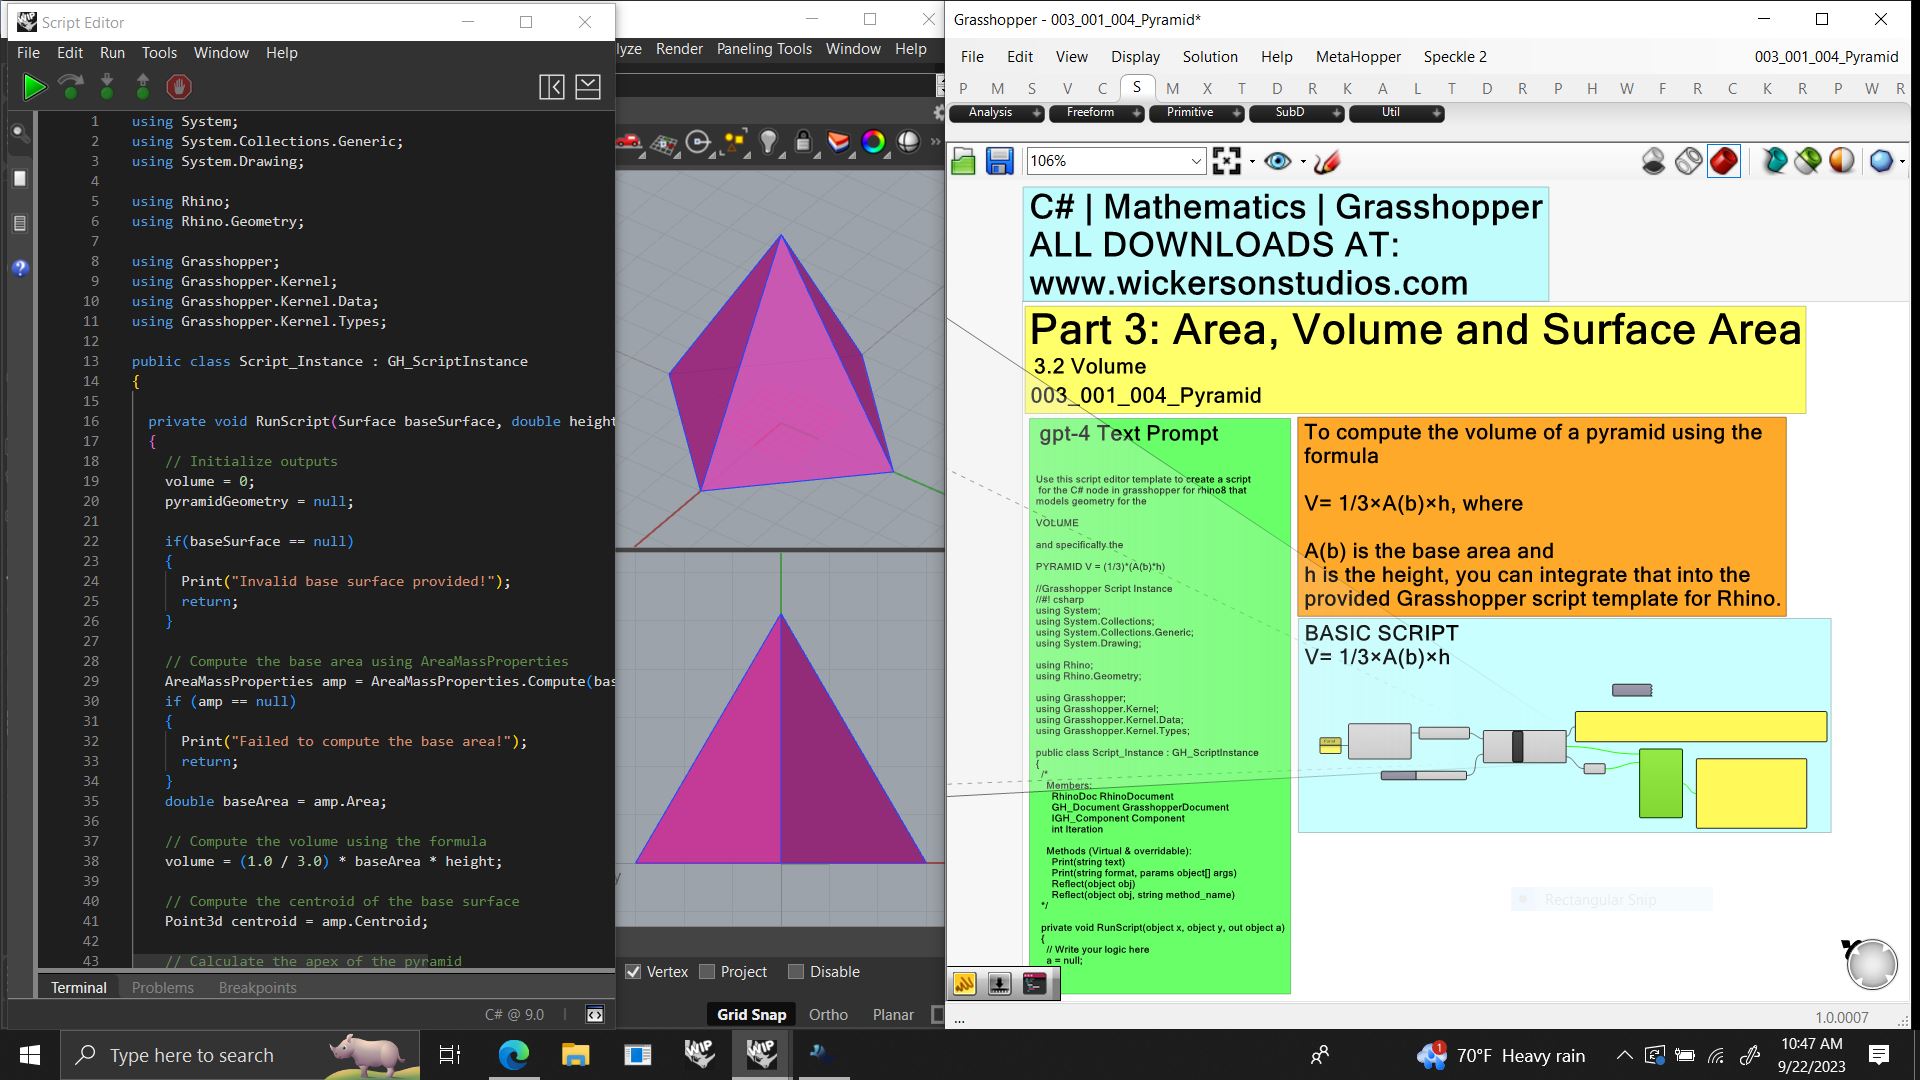 Script Editor
File Edit Run Tools Window Help
1 using System;
2 using System.Collections.Generic;
3 using System.Drawing;
4
5 using Rhino;
6 using Rhino.Geometry;
7
8 using Grasshopper;
9 using Grasshopper.Kernel;
10 using Grasshopper.Kernel.Data;
11 using Grasshopper.Kernel.Types;
12
13 public class Script_Instance : GH_ScriptInstance
14 {
15
16 private void RunScript(Surface baseSurface, double height
17 {
18 // Initialize outputs
19 volume = 0;
20 pyramidGeometry = null;
21
22 if(baseSurface == null)
23 {
24 Print("Invalid base surface provided!");
25 return;
26 }
27
28 // Compute the base area using AreaMassProperties
29 AreaMassProperties amp = AreaMassProperties.Compute(bas
30 if (amp == null)
31 {
32 Print("Failed to compute the base area!");
33 return;
34 }
35 double baseArea = amp.Area;
36
37 // Compute the volume using the formula
38 volume = (1.0 / 3.0) * baseArea * height;
39
40 // Compute the centroid of the base surface
41 Point3d centroid = amp.Centroid;
42
43 // Calculate the apex of the pyramid
Terminal Problems Breakpoints
C# @ 9.0
lyze Render Paneling Tools Window Help
y
Vertex Project Disable
Grid Snap Ortho Planar
Grasshopper - 003_001_004_Pyramid*
File Edit View Display Solution Help MetaHopper Speckle 2 003_001_004_Pyramid
P M S V C S M X T D R K A L T D R P H W F R C K R P W R
Analysis Freeform Primitive SubD Util
106%
C# | Mathematics | Grasshopper
ALL DOWNLOADS AT:
www.wickersonstudios.com
Part 3: Area, Volume and Surface Area
3.2 Volume
003_001_004_Pyramid
gpt-4 Text Prompt
Use this script editor template to create a script
for the C# node in grasshopper for rhino8 that
models geometry for the
VOLUME
and specifically the
PYRAMID V = (1/3)*(A(b)*h)
//Grasshopper Script Instance
//#! csharp
using System;
using System.Collections;
using System.Collections.Generic;
using System.Drawing;
using Rhino;
using Rhino.Geometry;
using Grasshopper;
using Grasshopper.Kernel;
using Grasshopper.Kernel.Data;
using Grasshopper.Kernel.Types;
public class Script_Instance : GH_ScriptInstance
{
/*
Members:
RhinoDoc RhinoDocument
GH_Document GrasshopperDocument
IGH_Component Component
int Iteration
Methods (Virtual & overridable):
Print(string text)
Print(string format, params object[] args)
Reflect(object obj)
Reflect(object obj, string method_name)
*/
private void RunScript(object x, object y, out object a)
{
// Write your logic here
a = null;
To compute the volume of a pyramid using the
formula
V= 1/3×A(b)×h, where
A(b) is the base area and
h is the height, you can integrate that into the
provided Grasshopper script template for Rhino.
BASIC SCRIPT
V= 1/3×A(b)×h
Rectangular Snip
...
1.0.0007
Type here to search
WIP
WIP
1
70°F Heavy rain
10:47 AM
9/22/2023